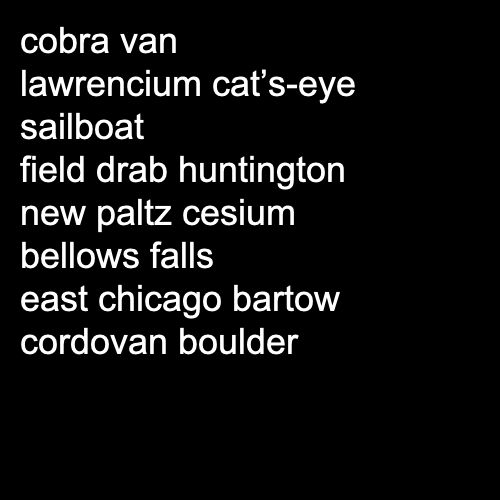 cobra van
lawrencium cat’s-eye
sailboat
field drab huntington
new paltz cesium
bellows falls
east chicago bartow
cordovan boulder